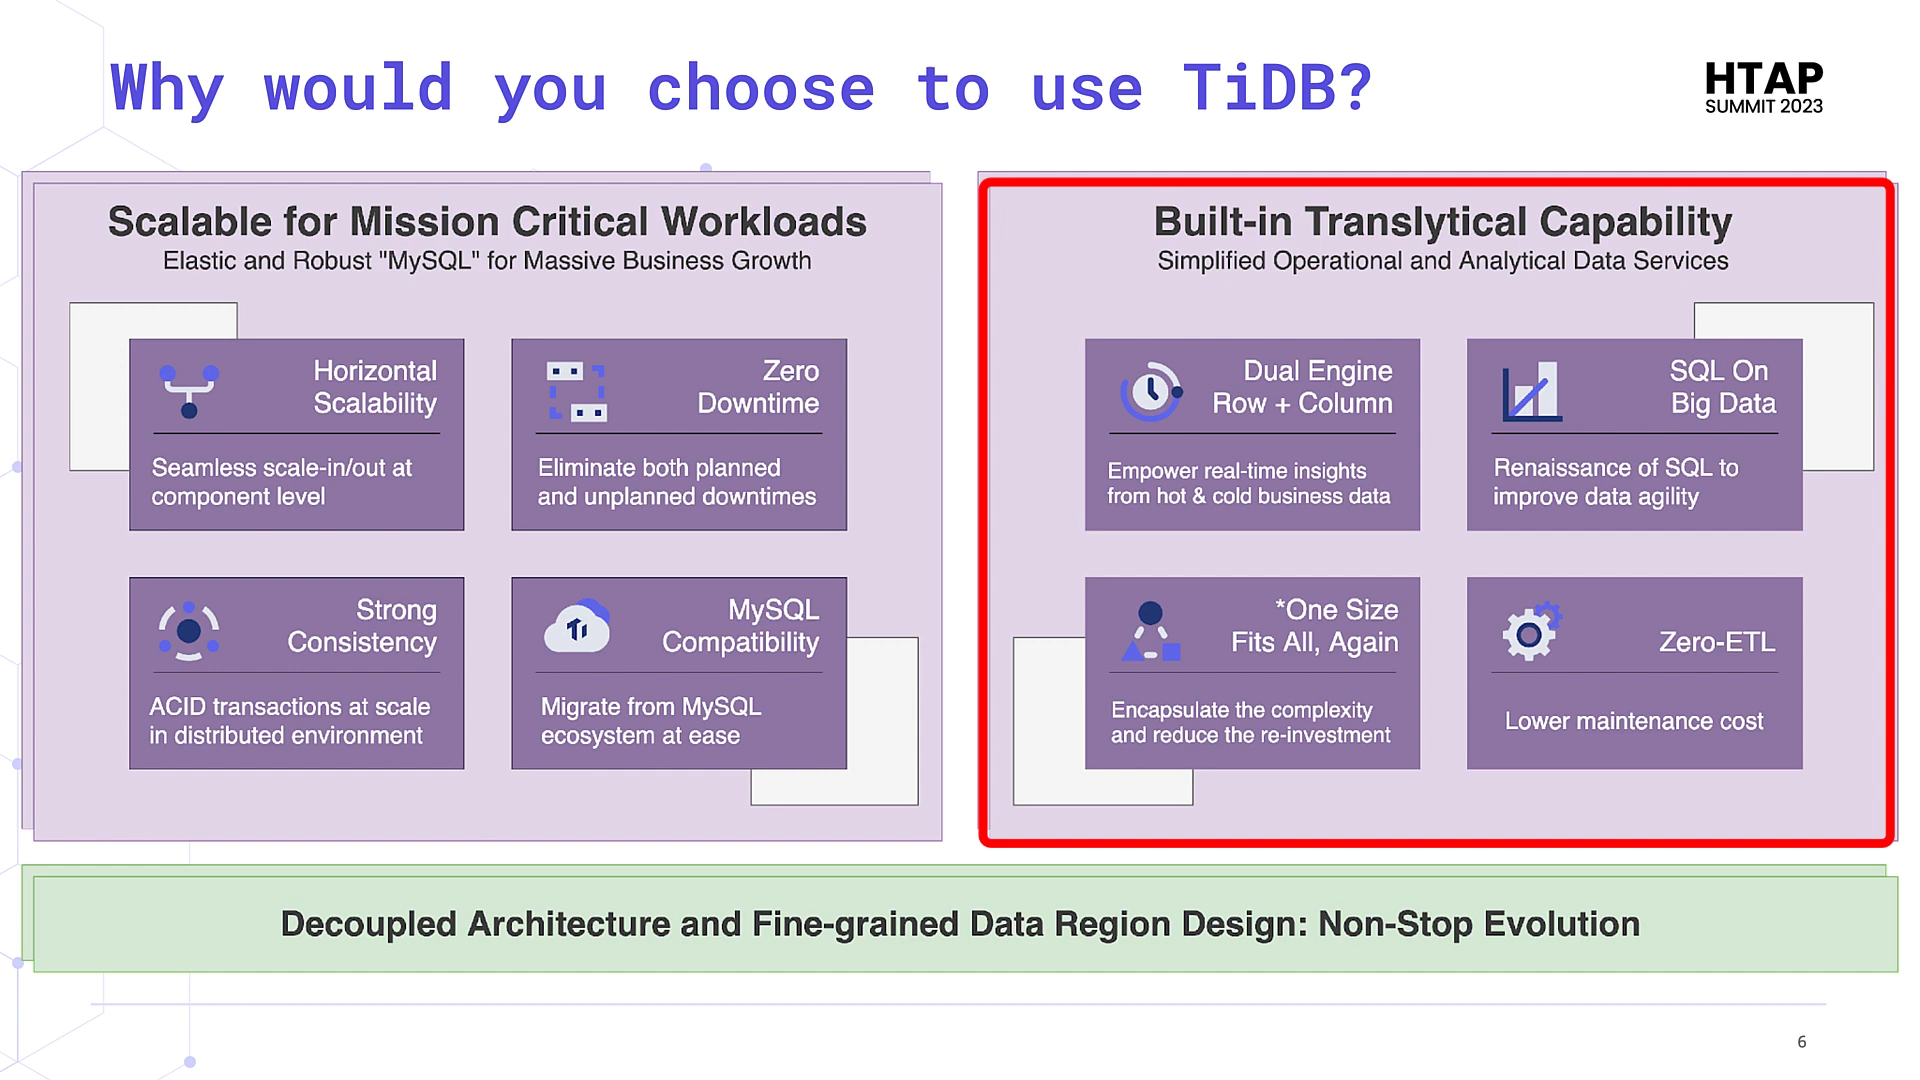 Why would you choose to use TiDB?
HTAP
SUMMIT 2023
Scalable for Mission Critical Workloads
Elastic and Robust "MySQL" for Massive Business Growth
Horizontal
Scalability
Seamless scale-in/out at
component level
Zero
Downtime
Eliminate both planned
and unplanned downtimes
Strong
Consistency
ACID transactions at scale
in distributed environment
MySQL
Compatibility
Migrate from MySQL
ecosystem at ease
Built-in Translytical Capability
Simplified Operational and Analytical Data Services
Dual Engine
Row + Column
Empower real-time insights
from hot & cold business data
SQL On
Big Data
Renaissance of SQL to
improve data agility
*One Size
Fits All, Again
Encapsulate the complexity
and reduce the re-investment
Zero-ETL
Lower maintenance cost
Decoupled Architecture and Fine-grained Data Region Design: Non-Stop Evolution
6